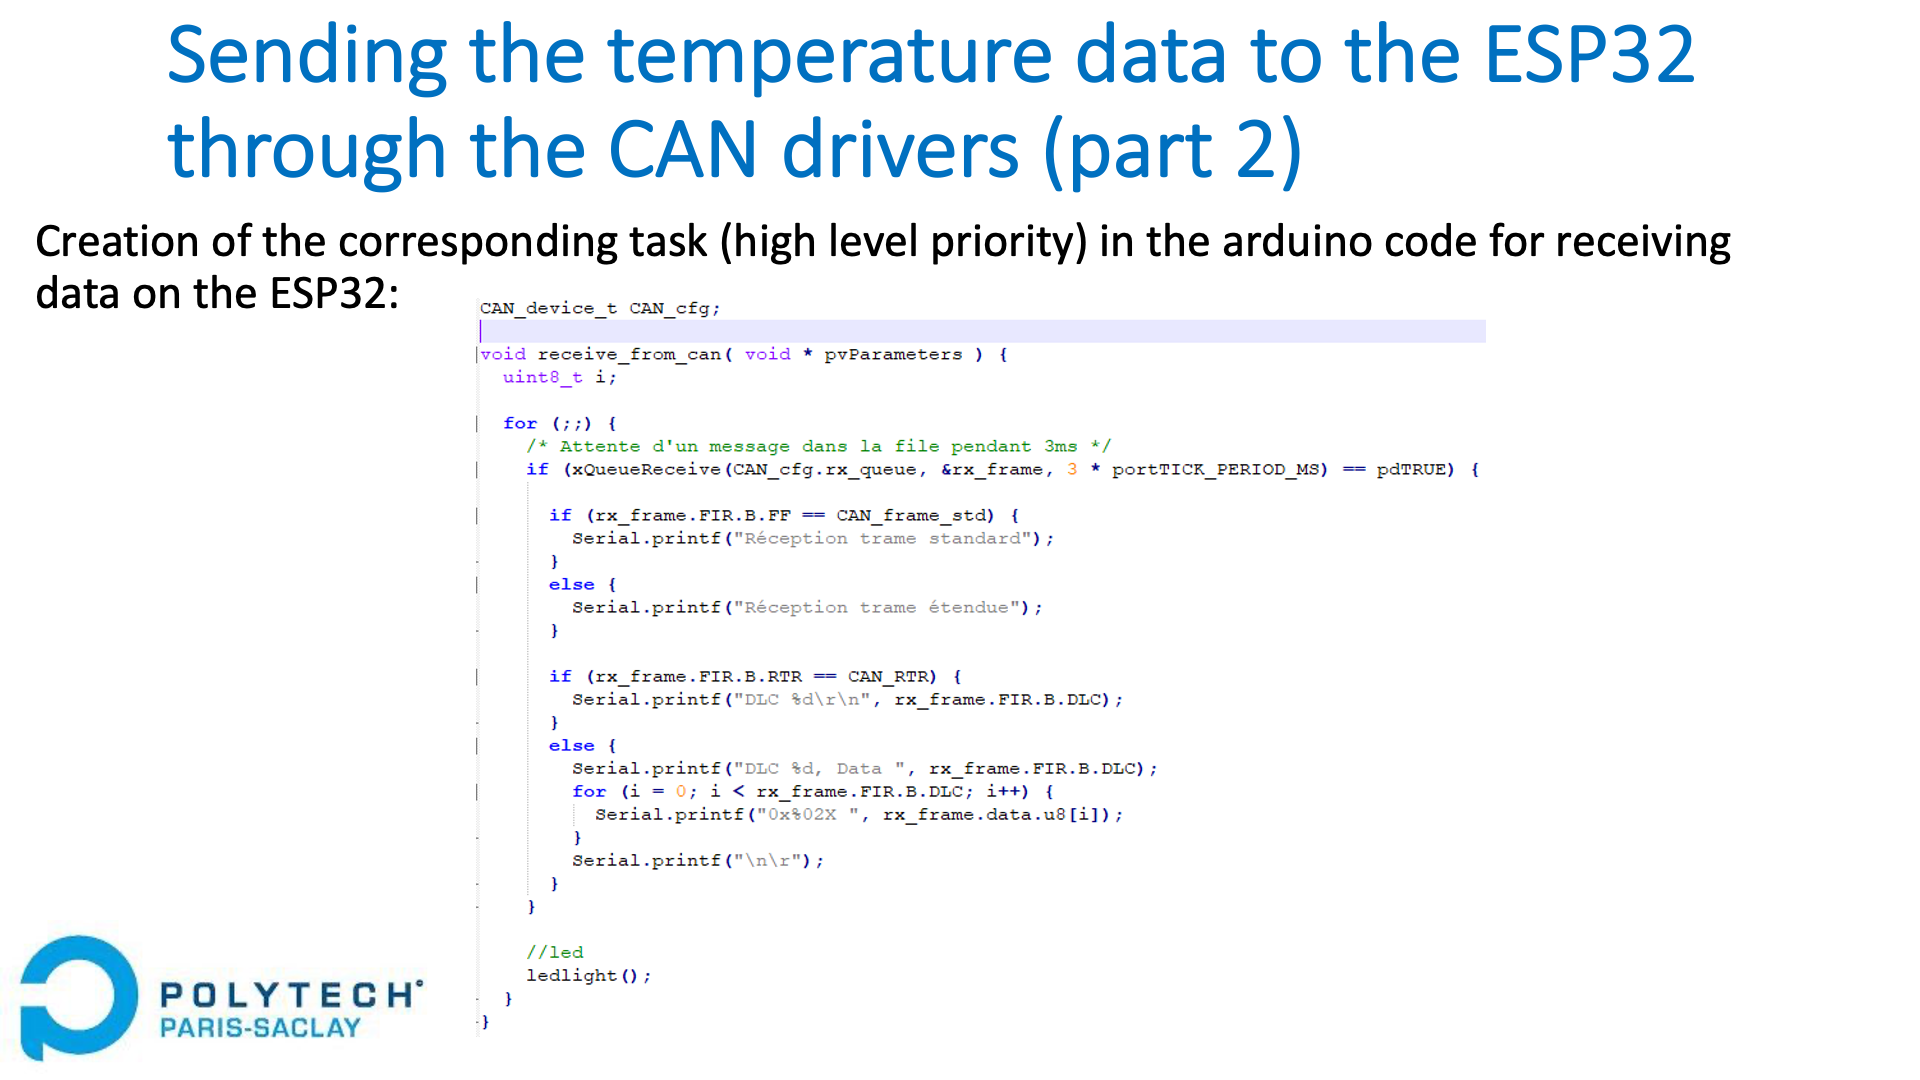 Sending the temperature data to the ESP32
through the CAN drivers (part 2)
Creation of the corresponding task (high level priority) in the arduino code for receiving
data on the ESP32:
CAN_device_t CAN_cfg;
void receive_from_can( void * pvParameters ) {
uint8_t i;
for (;;) {
/* Attente d'un message dans la file pendant 3ms */
if (xQueueReceive(CAN_cfg.rx_queue, &rx_frame, 3 * portTICK_PERIOD_MS) == pdTRUE) {
if (rx_frame.FIR.B.FF == CAN_frame_std) {
Serial.printf("Réception trame standard");
}
else {
Serial.printf("Réception trame étendue");
}
if (rx_frame.FIR.B.RTR == CAN_RTR) {
Serial.printf("DLC %d\r\n", rx_frame.FIR.B.DLC);
}
else {
Serial.printf("DLC %d, Data ", rx_frame.FIR.B.DLC);
for (i = 0; i < rx_frame.FIR.B.DLC; i++) {
Serial.printf("0x%02X ", rx_frame.data.u8[i]);
}
Serial.printf("\n\r");
}
}
//led
ledlight();
}
}
POLYTECH°
PARIS-SACLAY